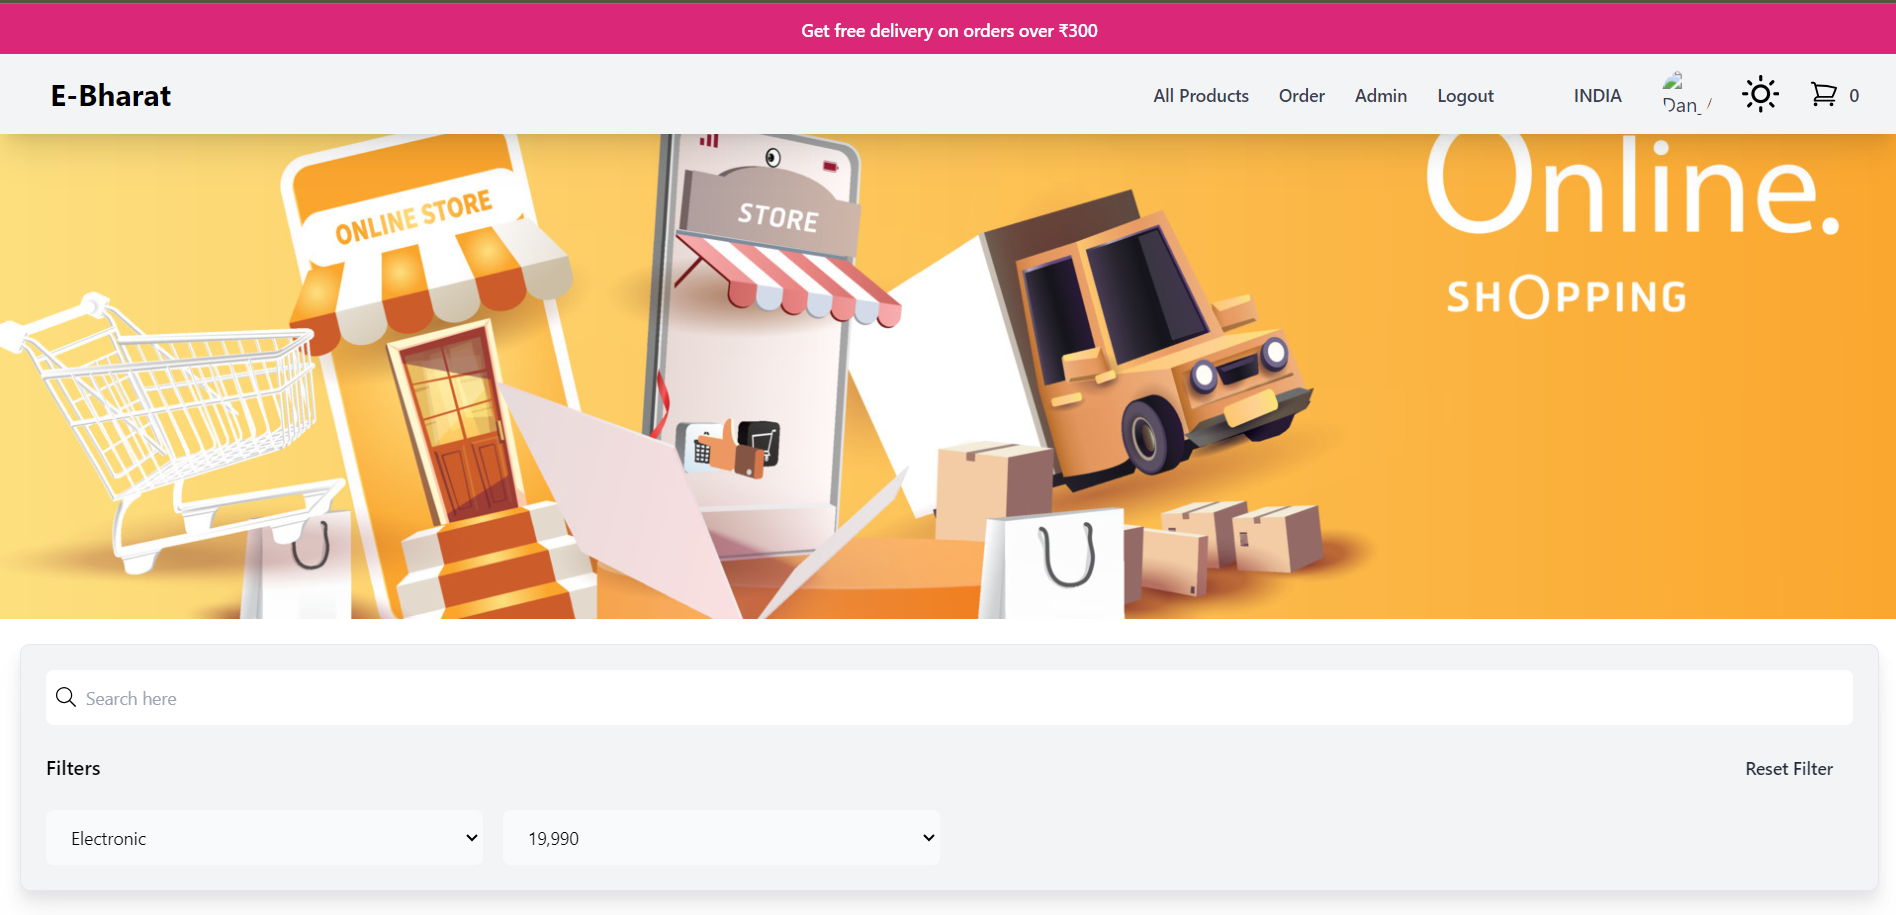 Get free delivery on orders over ₹300
E-Bharat
All Products
Order
Admin
Logout
INDIA
Dan_
0
ONLINE STORE
STORE
Online.
SHOPPING
Search here
Filters
Reset Filter
Electronic
19,990